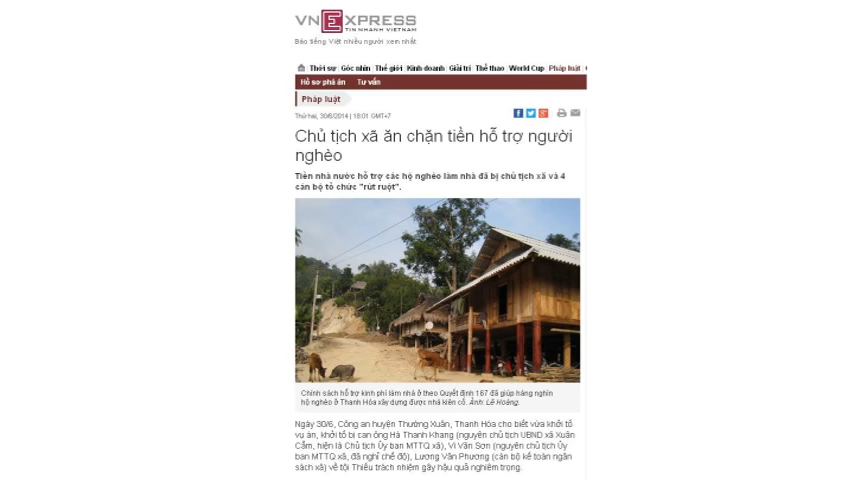 VNEXPRESS
TIN NHANH VIETNAM
Báo tiếng Việt nhiều người xem nhất
Thời sự Góc nhìn Thế giới Kinh doanh Giải trí Thể thao World Cup Pháp luật
Hồ sơ phá án Tư vấn
Pháp luật
Thứ hai, 30/6/2014 | 18:01 GMT+7
Chủ tịch xã ăn chặn tiền hỗ trợ người
nghèo
Tiền nhà nước hỗ trợ các hộ nghèo làm nhà đã bị chủ tịch xã và 4
cán bộ tổ chức "rút ruột".
Chính sách hỗ trợ kinh phí làm nhà ở theo Quyết định 167 đã giúp hàng nghìn
hộ nghèo ở Thanh Hóa xây dựng được nhà kiên cố. Ảnh: Lê Hoàng.
Ngày 30/6, Công an huyện Thường Xuân, Thanh Hóa cho biết vừa khởi tố
vụ án, khởi tố bị can ông Hà Thanh Khang (nguyên chủ tịch UBND xã Xuân
Cẩm, hiện là Chủ tịch Ủy ban MTTQ xã), Vi Văn Sơn (nguyên chủ tịch Ủy
ban MTTQ xã, đã nghỉ chế độ), Lương Văn Phương (cán bộ kế toán ngân
sách xã) về tội Thiếu trách nhiệm gây hậu quả nghiêm trọng.